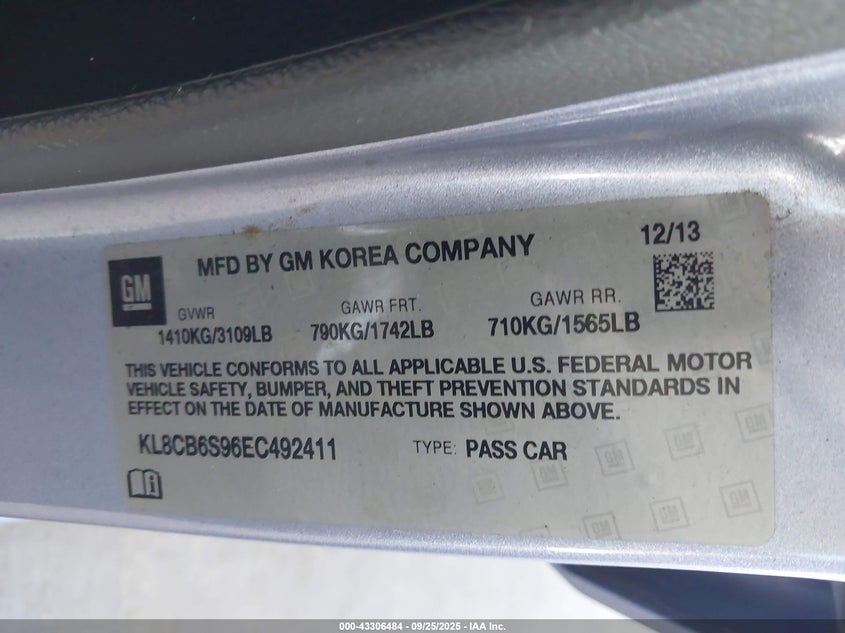 MFD BY GM KOREA COMPANY
12/13
GM
GVWR
GAWR FRT.
GAWR RR.
1410KG/3109LB
790KG/1742LB
710KG/1565LB
THIS VEHICLE CONFORMS TO ALL APPLICABLE U.S. FEDERAL MOTOR
VEHICLE SAFETY, BUMPER, AND THEFT PREVENTION STANDARDS IN
EFFECT ON THE DATE OF MANUFACTURE SHOWN ABOVE.
KL8CB6S96EC492411
TYPE: PASS CAR
000-43306484 - 09/25/2025 - IAA Inc.